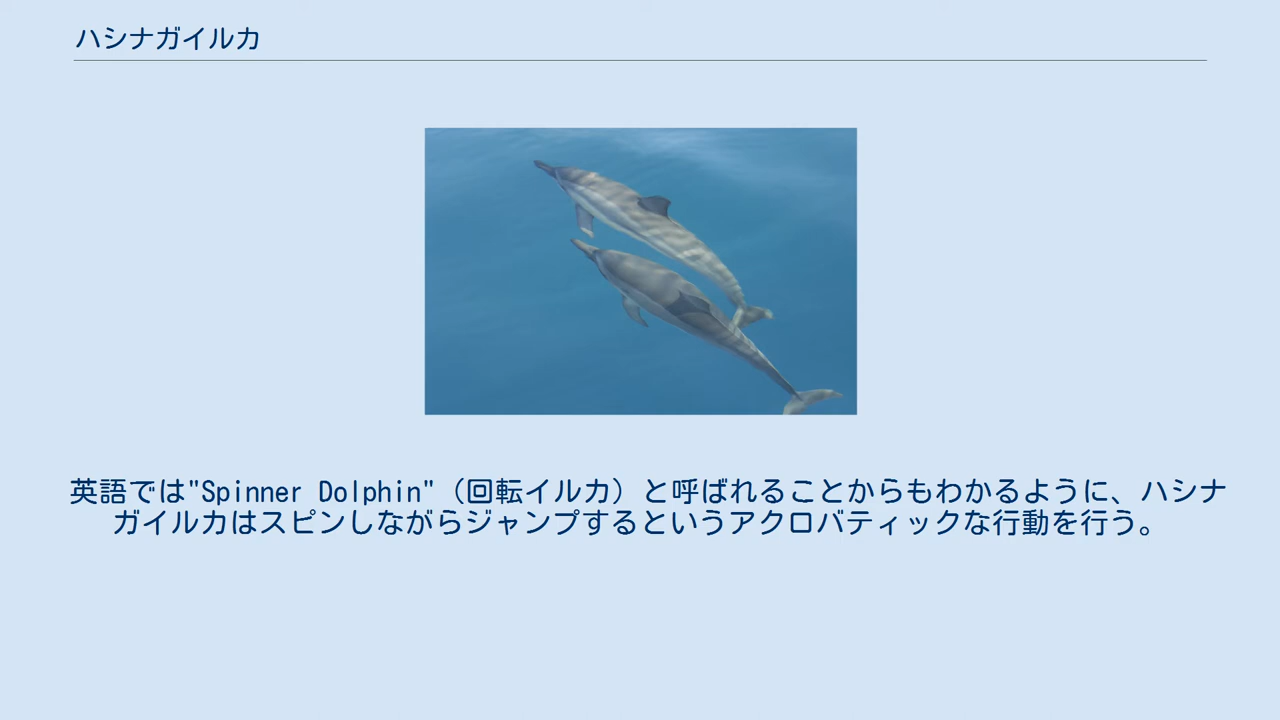 ハシナガイルカ
英語では"Spinner Dolphin"（回転イルカ）と呼ばれることからもわかるように、ハシナ
ガイルカはスピンしながらジャンプするというアクロバティックな行動を行う。